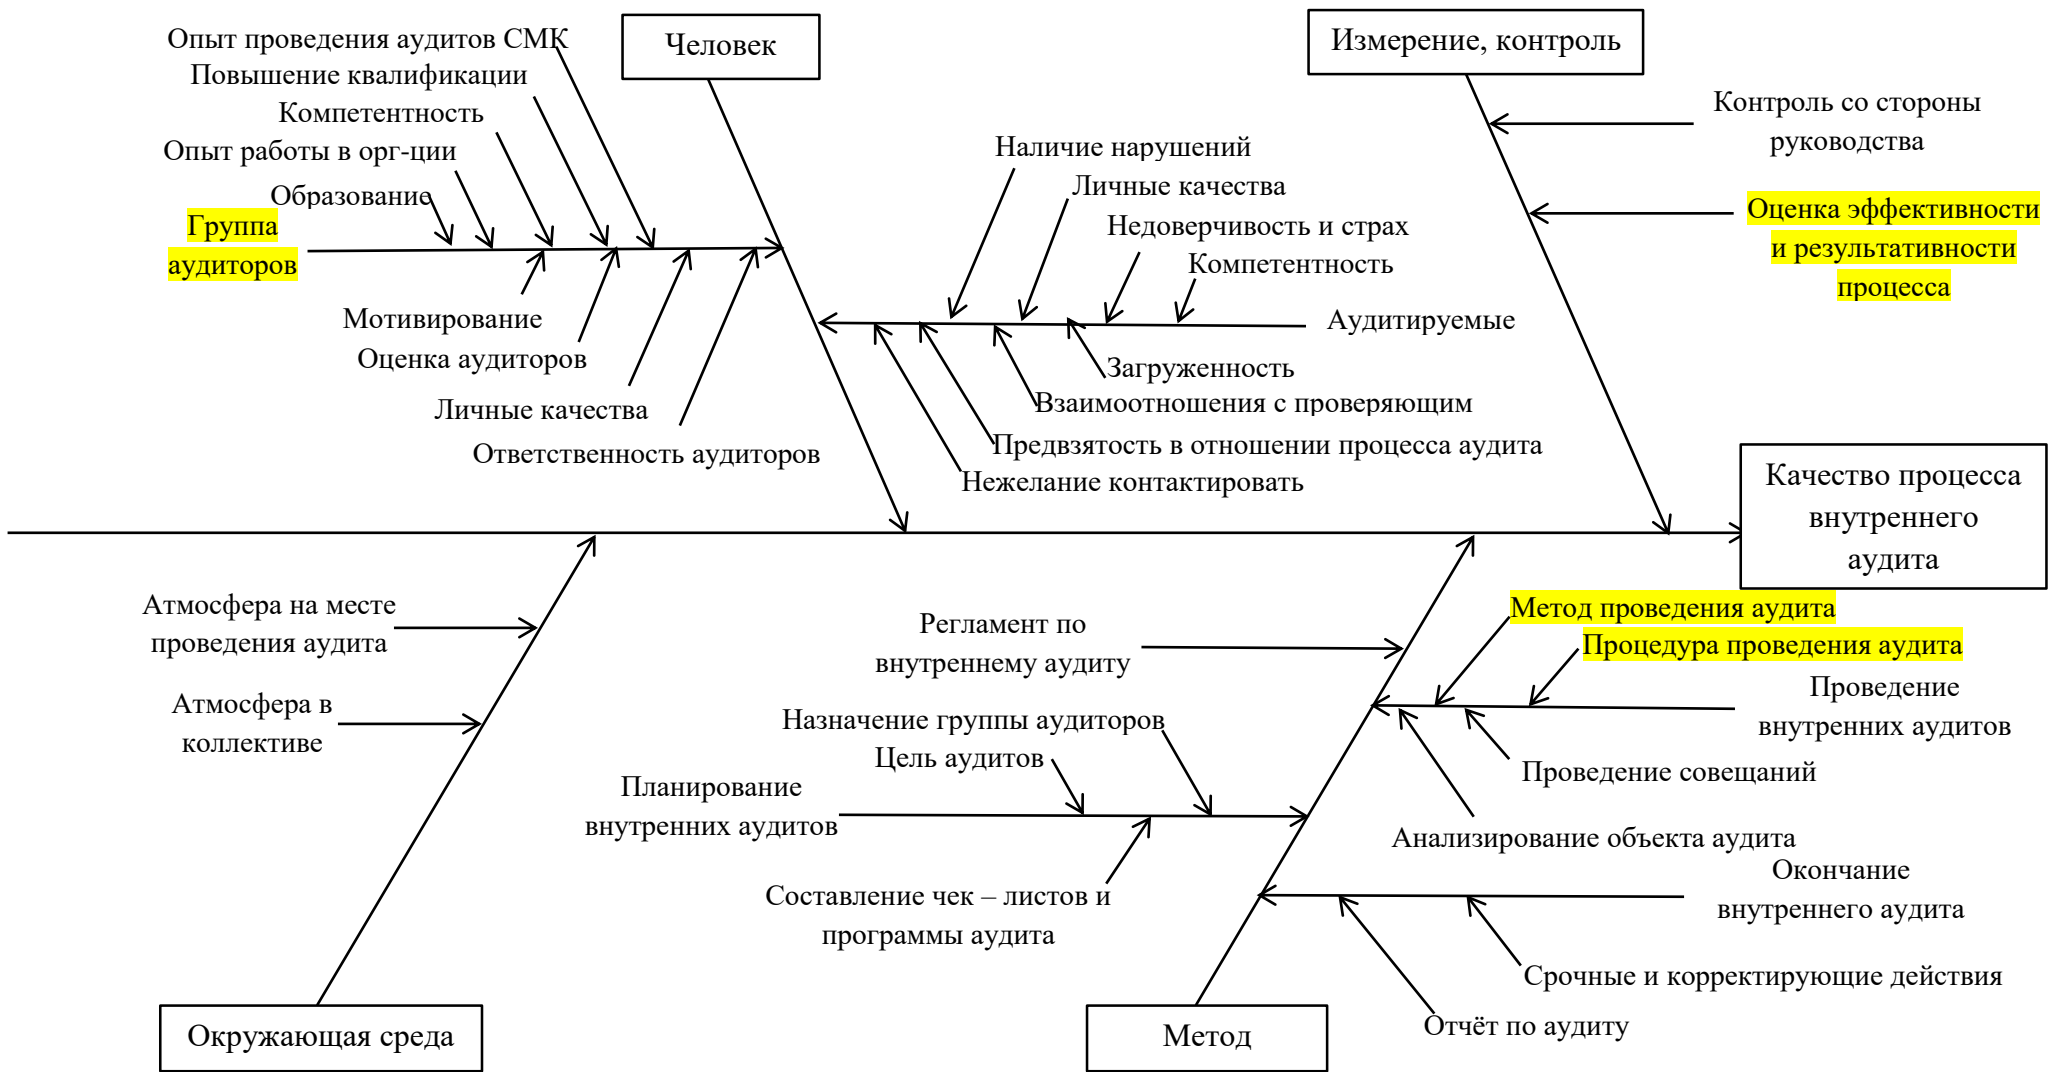 Опыт проведения аудитов СМК
Повышение квалификации
Компетентность
Опыт работы в орг-ции
Образование
Группа
аудиторов
Мотивирование
Оценка аудиторов
Личные качества
Ответственность аудиторов
Человек
Наличие нарушений
Личные качества
Недоверчивость и страх
Компетентность
Аудитируемые
Загруженность
Взаимоотношения с проверяющим
Предвзятость в отношении процесса аудита
Нежелание контактировать
Измерение, контроль
Контроль со стороны
руководства
Оценка эффективности
и результативности
процесса
Качество процесса
внутреннего
аудита
Атмосфера на месте
проведения аудита
Атмосфера в
коллективе
Окружающая среда
Регламент по
внутреннему аудиту
Назначение группы аудиторов
Цель аудитов
Планирование
внутренних аудитов
Составление чек – листов и
программы аудита
Метод проведения аудита
Процедура проведения аудита
Проведение
внутренних аудитов
Проведение совещаний
Анализирование объекта аудита
Окончание
внутреннего аудита
Срочные и корректирующие действия
Отчёт по аудиту
Метод